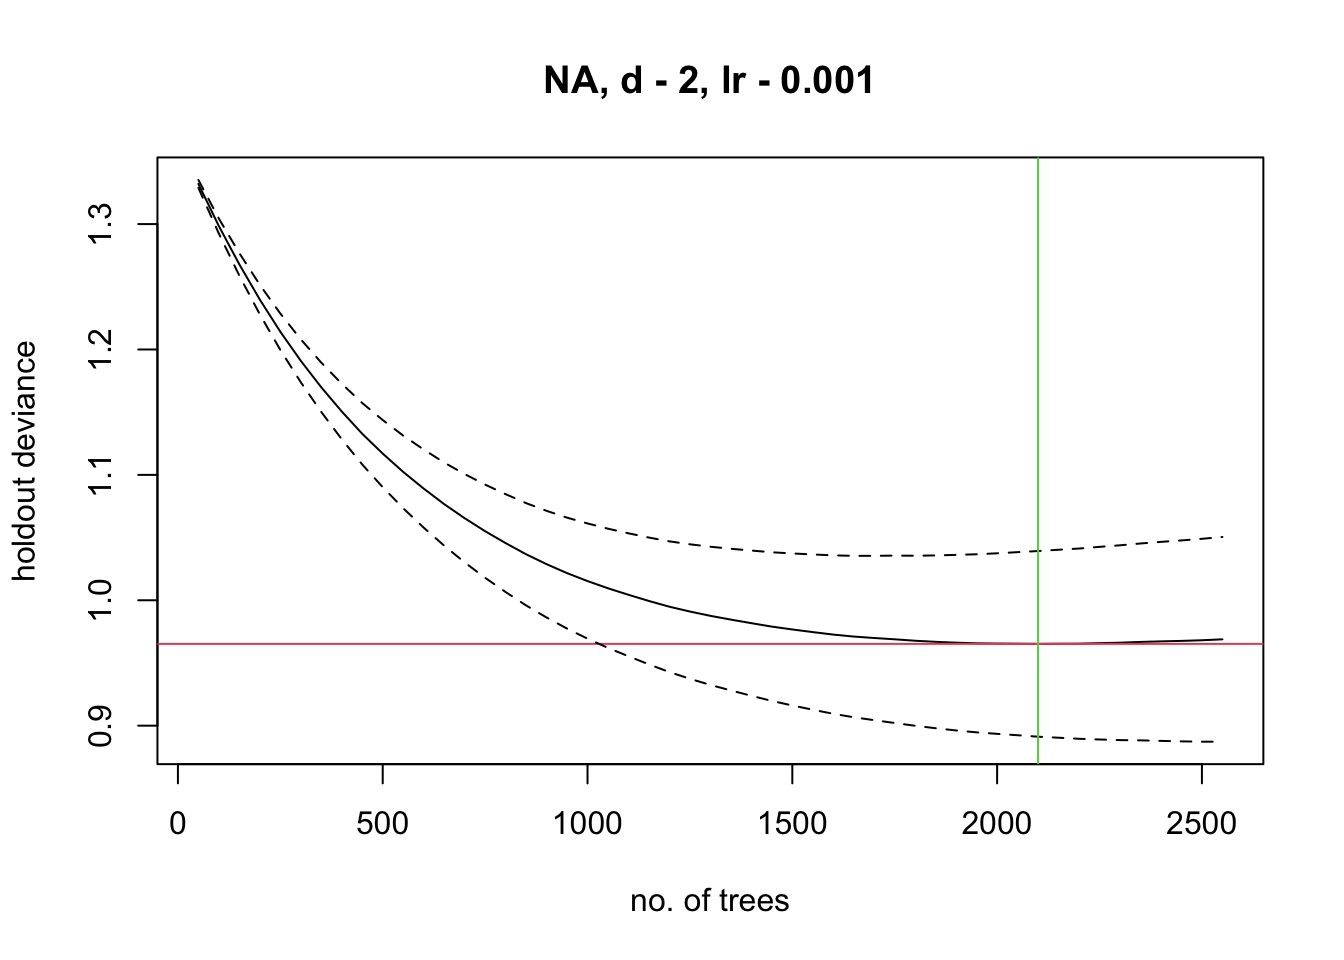 NA, d - 2, lr - 0.001
holdout deviance
1.3
1.2
1.1
1.0
0.9
0 500 1000 1500 2000 2500
no. of trees